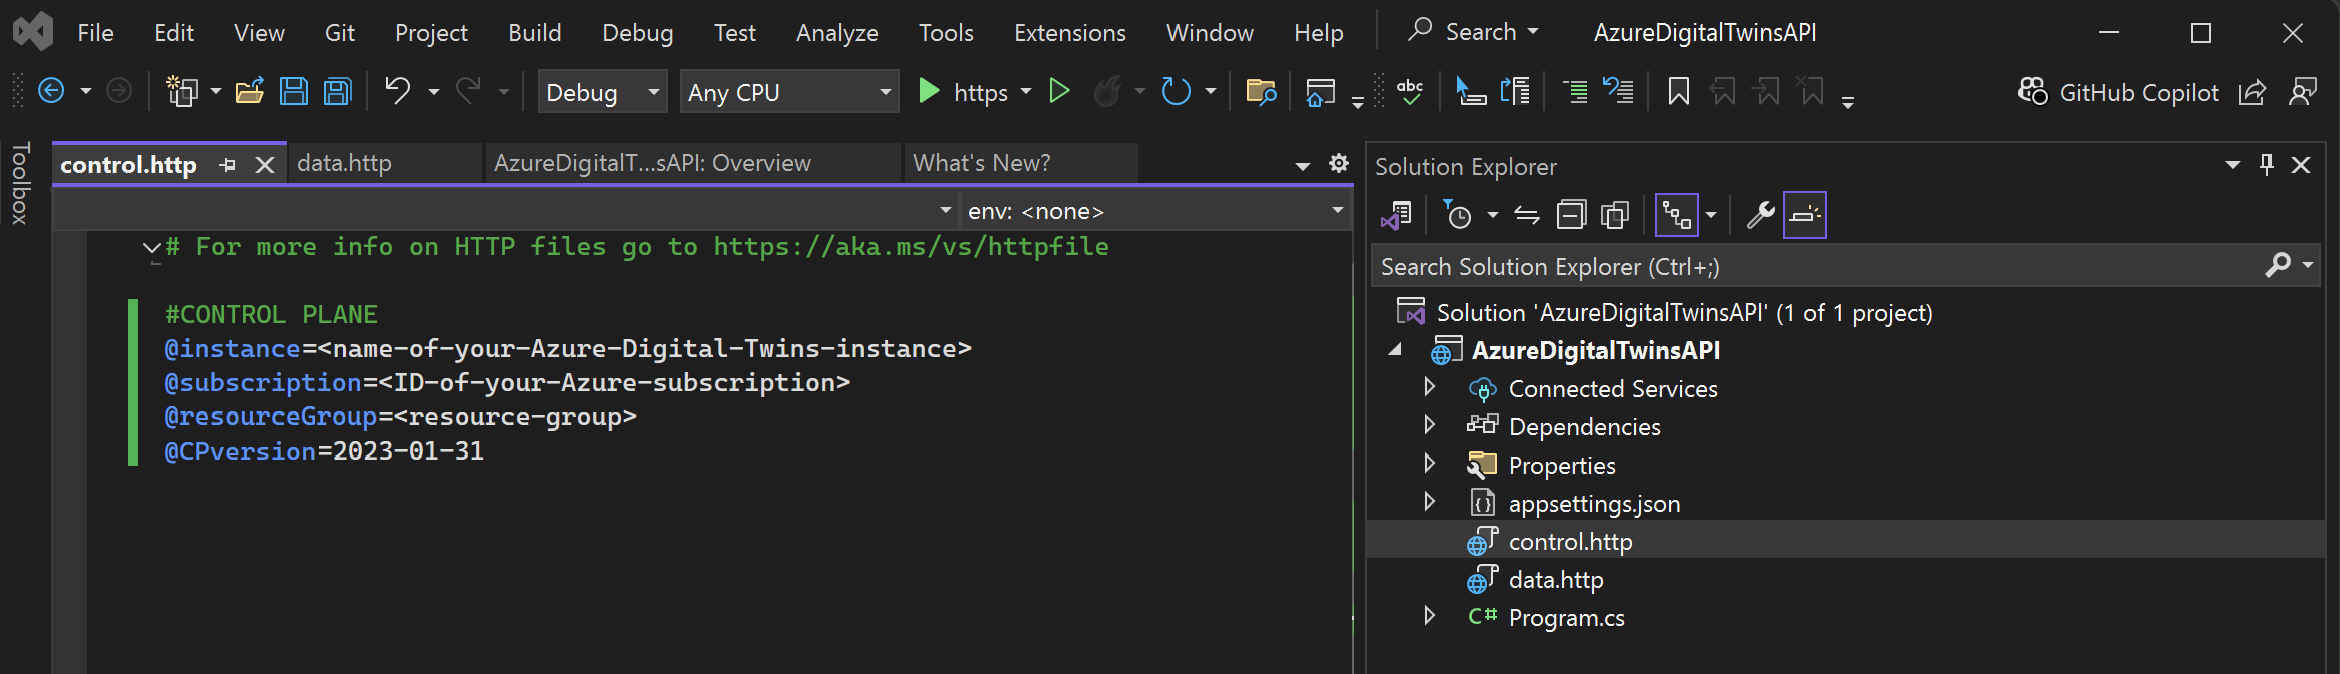 File Edit View Git Project Build Debug Test Analyze Tools Extensions Window Help Search AzureDigitalTwinsAPI
Debug Any CPU https abc GitHub Copilot
Toolbox
control.http data.http AzureDigitalT...sAPI: Overview What's New?
env: <none>
# For more info on HTTP files go to https://aka.ms/vs/httpfile
#CONTROL PLANE
@instance=<name-of-your-Azure-Digital-Twins-instance>
@subscription=<ID-of-your-Azure-subscription>
@resourceGroup=<resource-group>
@CPversion=2023-01-31
Solution Explorer
Search Solution Explorer (Ctrl+;)
Solution 'AzureDigitalTwinsAPI' (1 of 1 project)
AzureDigitalTwinsAPI
Connected Services
Dependencies
Properties
appsettings.json
control.http
data.http
C# Program.cs